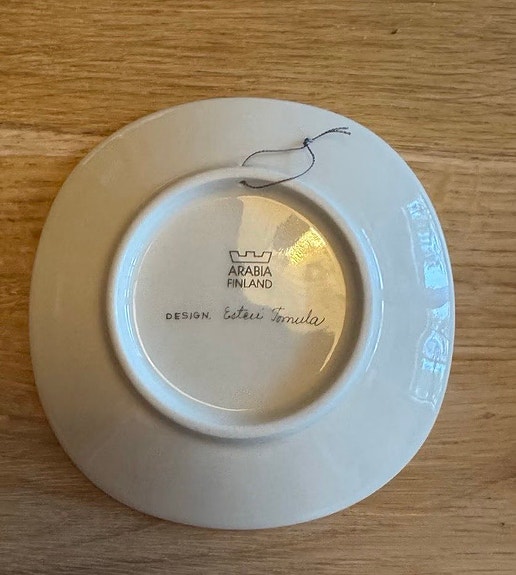 ARABIA
FINLAND
DESIGN. Esteri Tomula